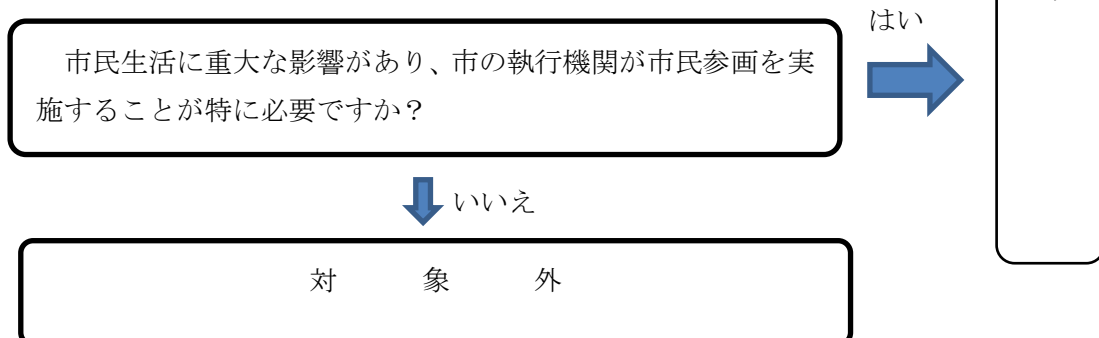 はい
市民生活に重大な影響があり、市の執行機関が市民参画を実
施することが特に必要ですか？
いいえ
対　象　外